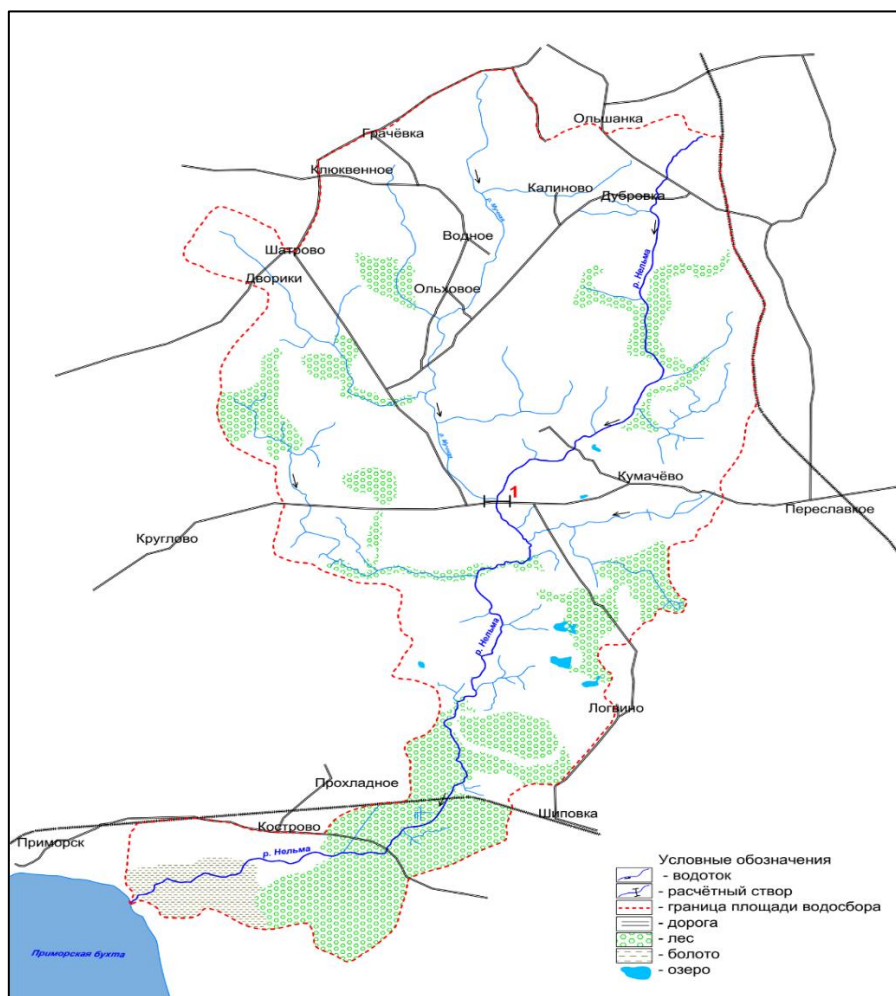 Ольшанка
Грачёвка
Клюквенное
Калиново
Дубровка
р. Мучная
Водное
Шатрово
р. Нельма
Дворики
Ольховое
Кумачёво
1
Переславкое
Круглово
р. Нельма
Логвино
Прохладное
Шиповка
Кострово
Приморск
р. Нельма
Приморская бухта
Условные обозначения
- водоток
- расчётный створ
- граница площади водосбора
- дорога
- лес
- болото
- озеро